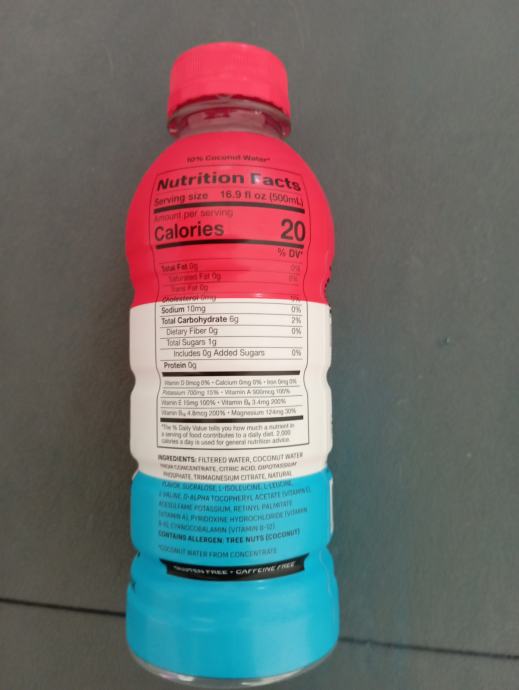 10% Coconut Water*
Nutrition Facts
Serving size 16.9 fl oz (500mL)
Amount per serving
Calories 20
% DV*
Total Fat 0g 0%
Saturated Fat 0g 0%
Trans Fat 0g
Cholesterol 0mg 0%
Sodium 10mg 0%
Total Carbohydrate 6g 2%
Dietary Fiber 0g 0%
Total Sugars 1g
Includes 0g Added Sugars 0%
Protein 0g
Vitamin D 0mcg 0% • Calcium 0mg 0% • Iron 0mg 0%
Potassium 700mg 15% • Vitamin A 900mcg 100%
Vitamin E 15mg 100% • Vitamin B₆ 3.4mg 200%
Vitamin B₁₂ 4.8mcg 200% • Magnesium 124mg 30%
*The % Daily Value tells you how much a nutrient in
a serving of food contributes to a daily diet. 2,000
calories a day is used for general nutrition advice.
INGREDIENTS: FILTERED WATER, COCONUT WATER
FROM CONCENTRATE, CITRIC ACID, DIPOTASSIUM
PHOSPHATE, TRIMAGNESIUM CITRATE, NATURAL
FLAVOR, SUCRALOSE, L-ISOLEUCINE, L-LEUCINE,
L-VALINE, D-ALPHA TOCOPHERYL ACETATE (VITAMIN E),
ACESULFAME POTASSIUM, RETINYL PALMITATE
(VITAMIN A), PYRIDOXINE HYDROCHLORIDE (VITAMIN
B-6), CYANOCOBALAMIN (VITAMIN B-12)
CONTAINS ALLERGEN: TREE NUTS (COCONUT)
*COCONUT WATER FROM CONCENTRATE
GLUTEN FREE • CAFFEINE FREE